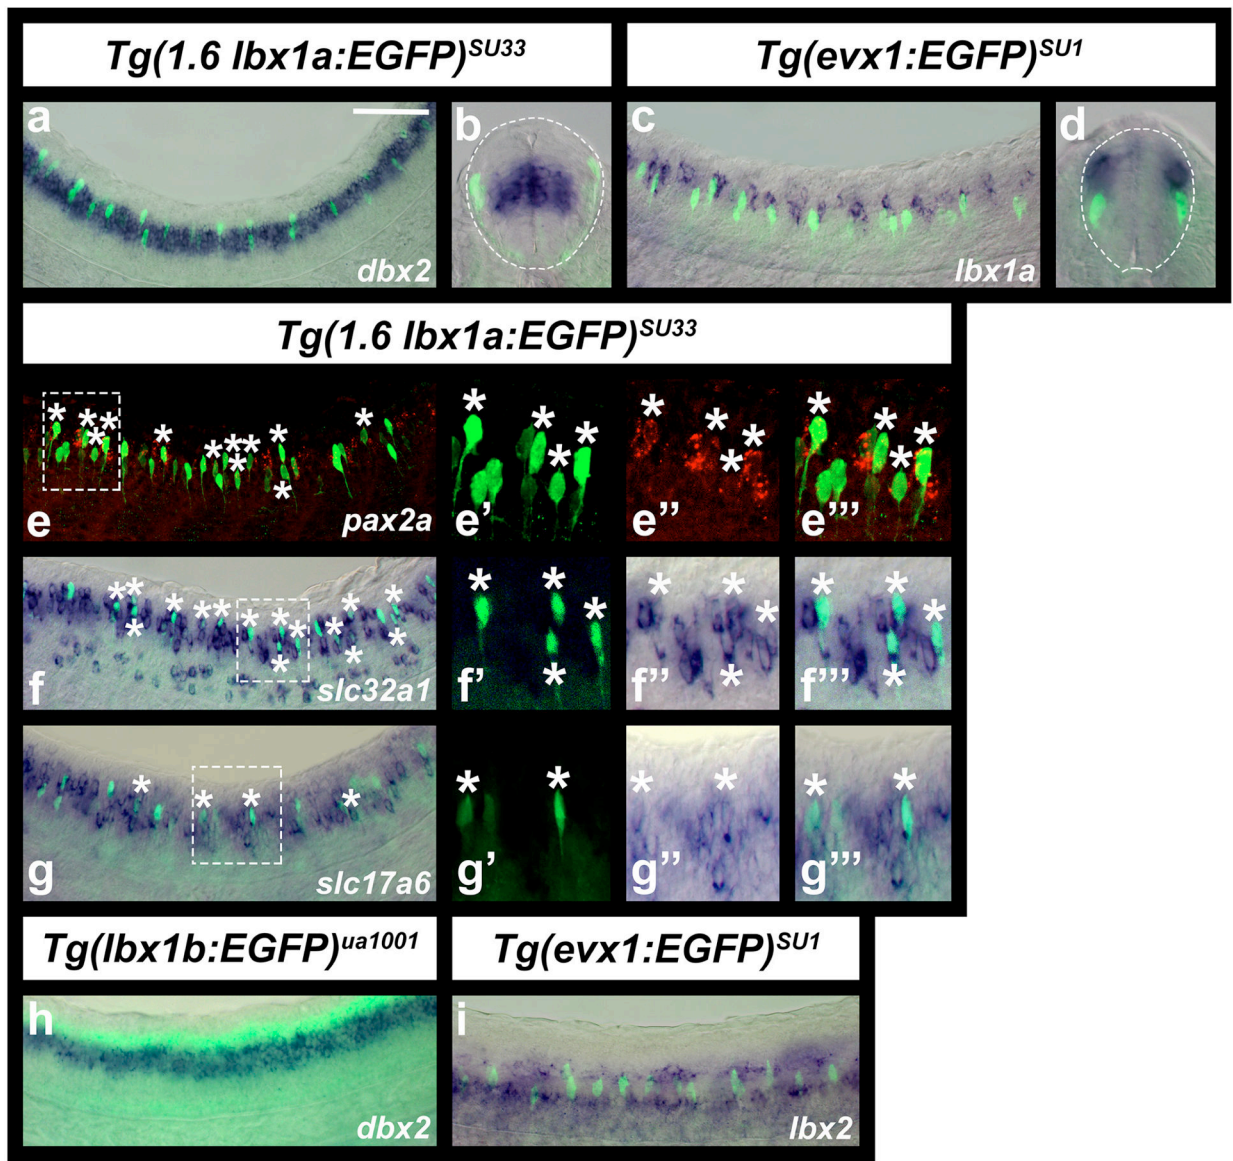 Tg(1.6 lbx1a:EGFP)SU33 Tg(evx1:EGFP)SU1
a b c d
dbx2 lbx1a
Tg(1.6 lbx1a:EGFP)SU33
* * * * * * * * * * * * * * * * * * * * * * *
e pax2a e’ e’’ e’’’
* * * * * * * * * * * * * * * * * * * * * * * * * * *
f slc32a1 f’ f’’ f’’’
* * * * * * * * * *
g slc17a6 g’ g’’ g’’’
Tg(lbx1b:EGFP)ua1001 Tg(evx1:EGFP)SU1
h i
dbx2 lbx2